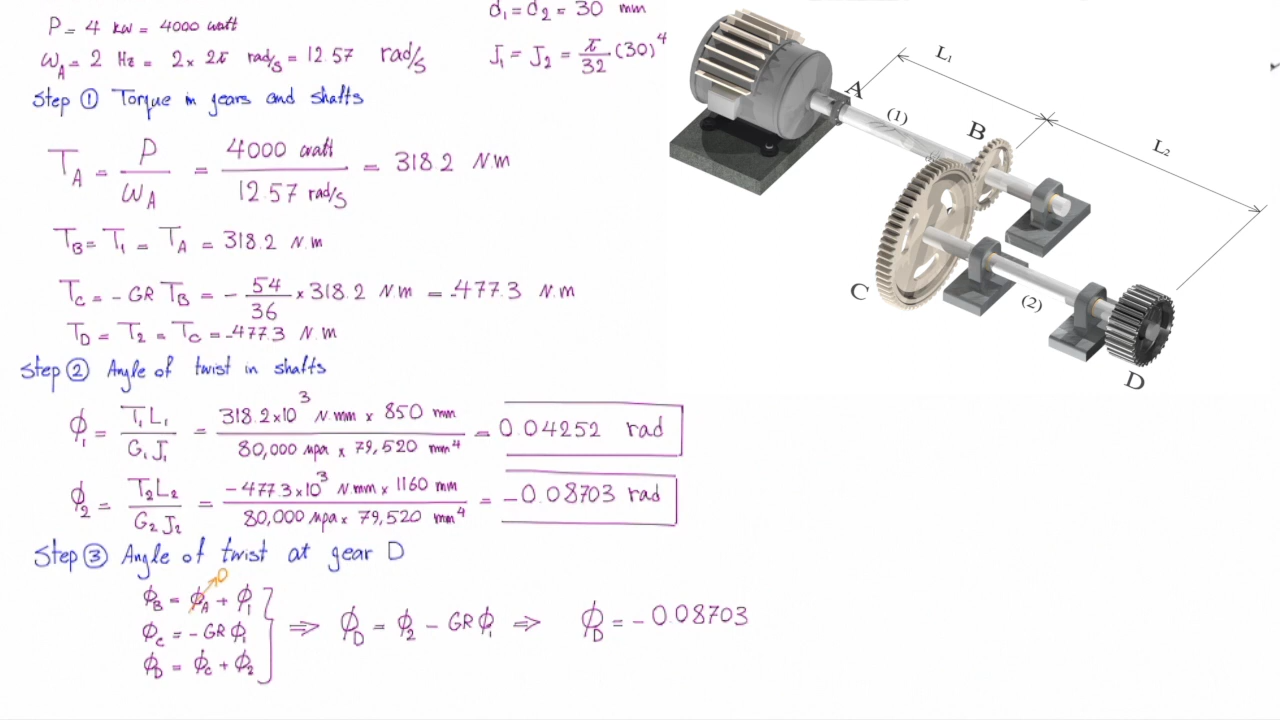 P = 4 kW = 4000 watt
ω_A = 2 Hz = 2 × 2π rad/s = 12.57 rad/s
d₁ = d₂ = 30 mm
J₁ = J₂ = π/32 (30)⁴
Step ① Torque in gears and shafts
T_A = P/ω_A = 4000 watt / 12.57 rad/s = 318.2 N.m
T_B = T₁ = T_A = 318.2 N.m
T_C = - GR T_B = - 54/36 × 318.2 N.m = -477.3 N.m
T_D = T₂ = T_C = -477.3 N.m
Step ② Angle of twist in shafts
ϕ₁ = T₁L₁ / G₁J₁ = 318.2×10³ N.mm × 850 mm / 80,000 Mpa × 79,520 mm⁴ = 0.04252 rad
ϕ₂ = T₂L₂ / G₂J₂ = -477.3×10³ N.mm × 1160 mm / 80,000 Mpa × 79,520 mm⁴ = -0.08703 rad
Step ③ Angle of twist at gear D
ϕ_B = ϕ_A + ϕ₁
0
ϕ_C = - GR ϕ₁
ϕ_D = ϕ_C + ϕ₂
⇒ ϕ_D = ϕ₂ - GR ϕ₁ ⇒ ϕ_D = - 0.08703
L₁
A
(1)
B
L₂
C
(2)
D